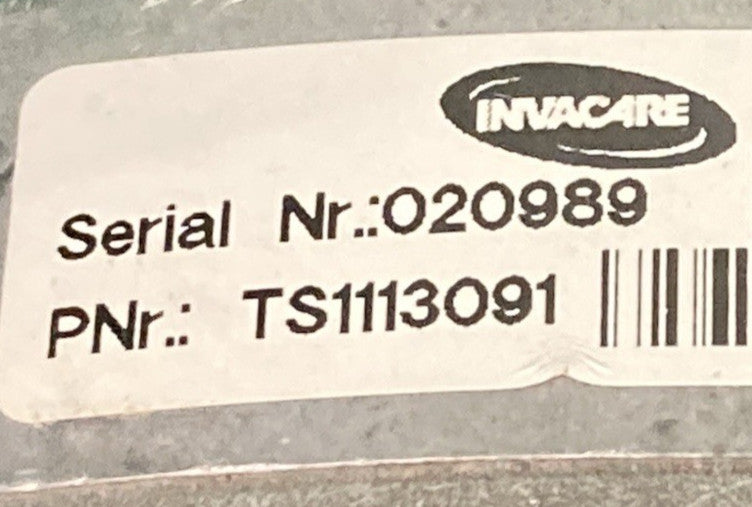 INVACARE
Serial Nr.:020989
PNr.: TS1113091